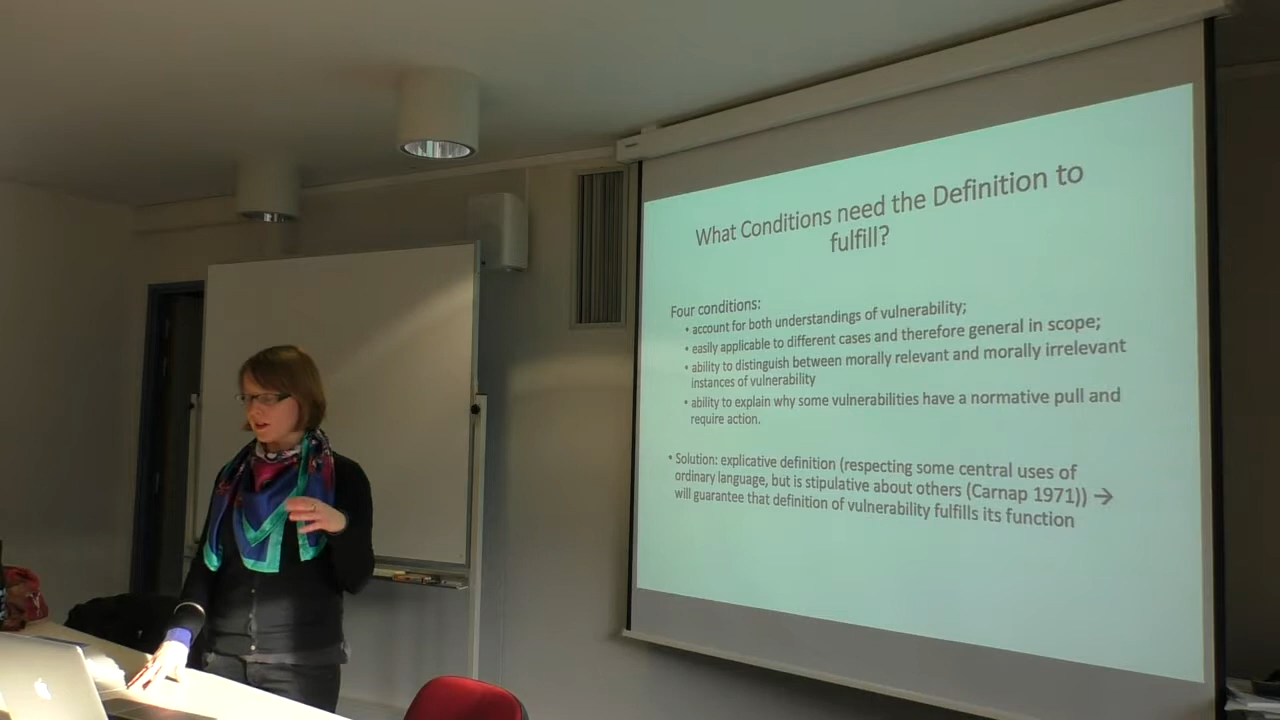 What Conditions need the Definition to
fulfill?
Four conditions:
• account for both understandings of vulnerability;
• easily applicable to different cases and therefore general in scope;
• ability to distinguish between morally relevant and morally irrelevant
instances of vulnerability
• ability to explain why some vulnerabilities have a normative pull and
require action.
• Solution: explicative definition (respecting some central uses of
ordinary language, but is stipulative about others (Carnap 1971)) →
will guarantee that definition of vulnerability fulfills its function